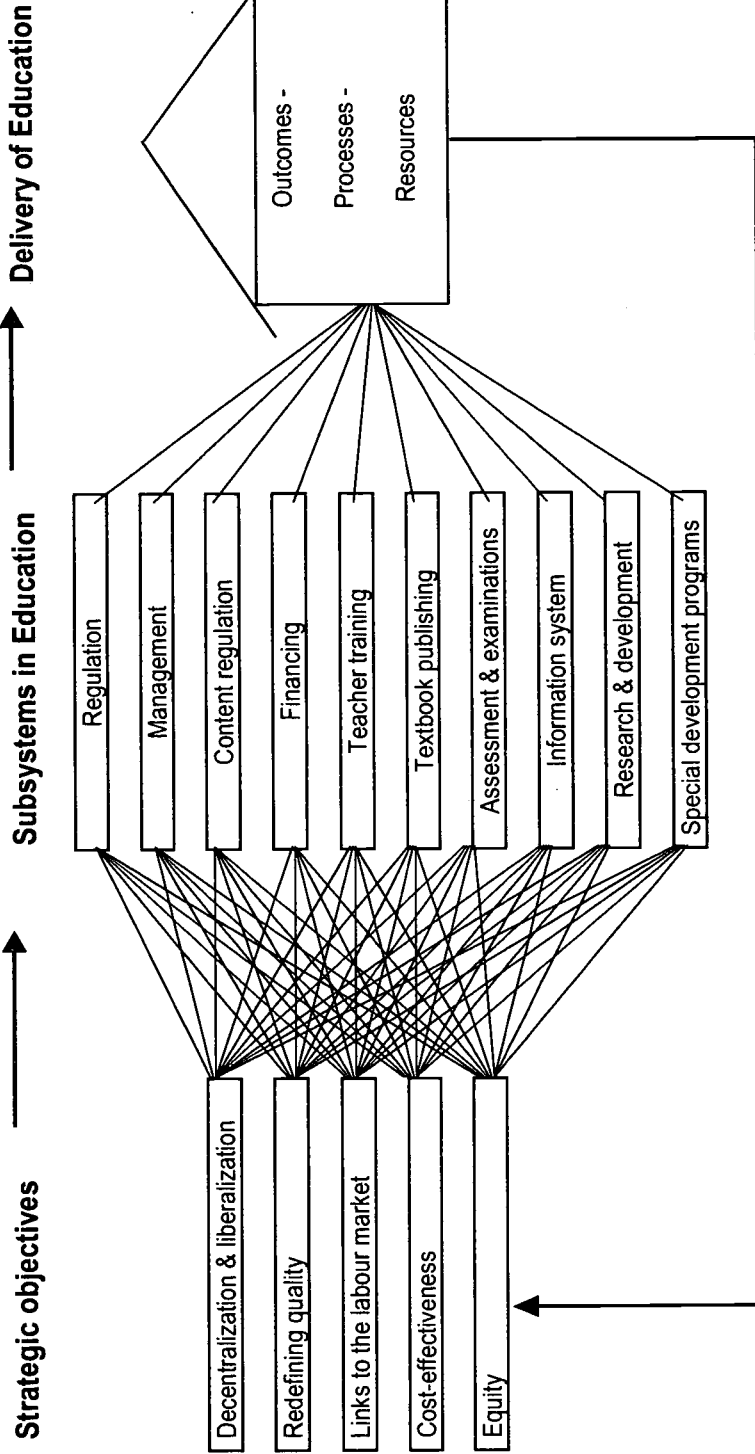 Strategic objectives
Subsystems in Education
Delivery of Education
Decentralization & liberalization
Redefining quality
Links to the labour market
Cost-effectiveness
Equity
Regulation
Management
Content regulation
Financing
Teacher training
Textbook publishing
Assessment & examinations
Information system
Research & development
Special development programs
Outcomes -
Processes -
Resources